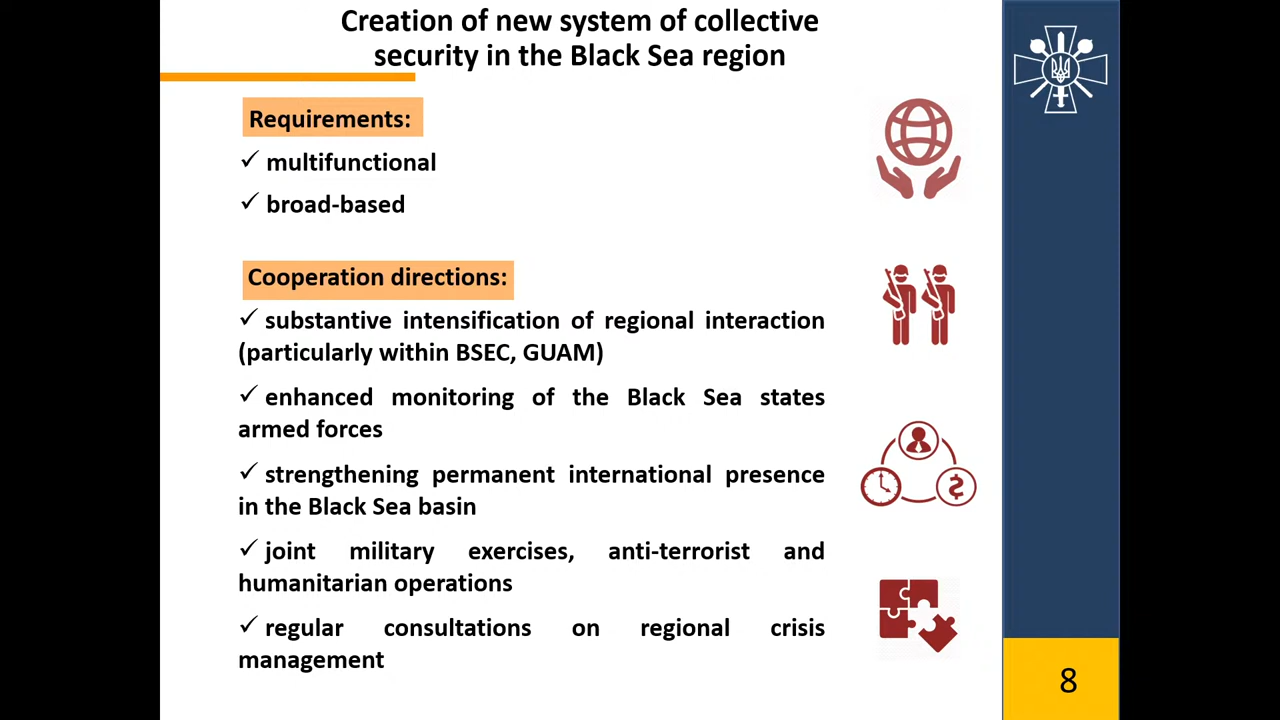 Creation of new system of collective
security in the Black Sea region
Requirements:
✓ multifunctional
✓ broad-based
Cooperation directions:
✓ substantive intensification of regional interaction
(particularly within BSEC, GUAM)
✓ enhanced monitoring of the Black Sea states
armed forces
✓ strengthening permanent international presence
in the Black Sea basin
✓ joint military exercises, anti-terrorist and
humanitarian operations
✓ regular consultations on regional crisis
management
8